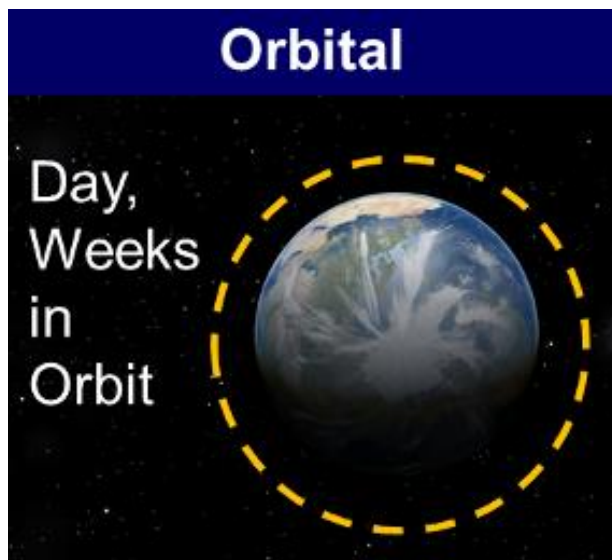 Orbital
Day,
Weeks
in
Orbit